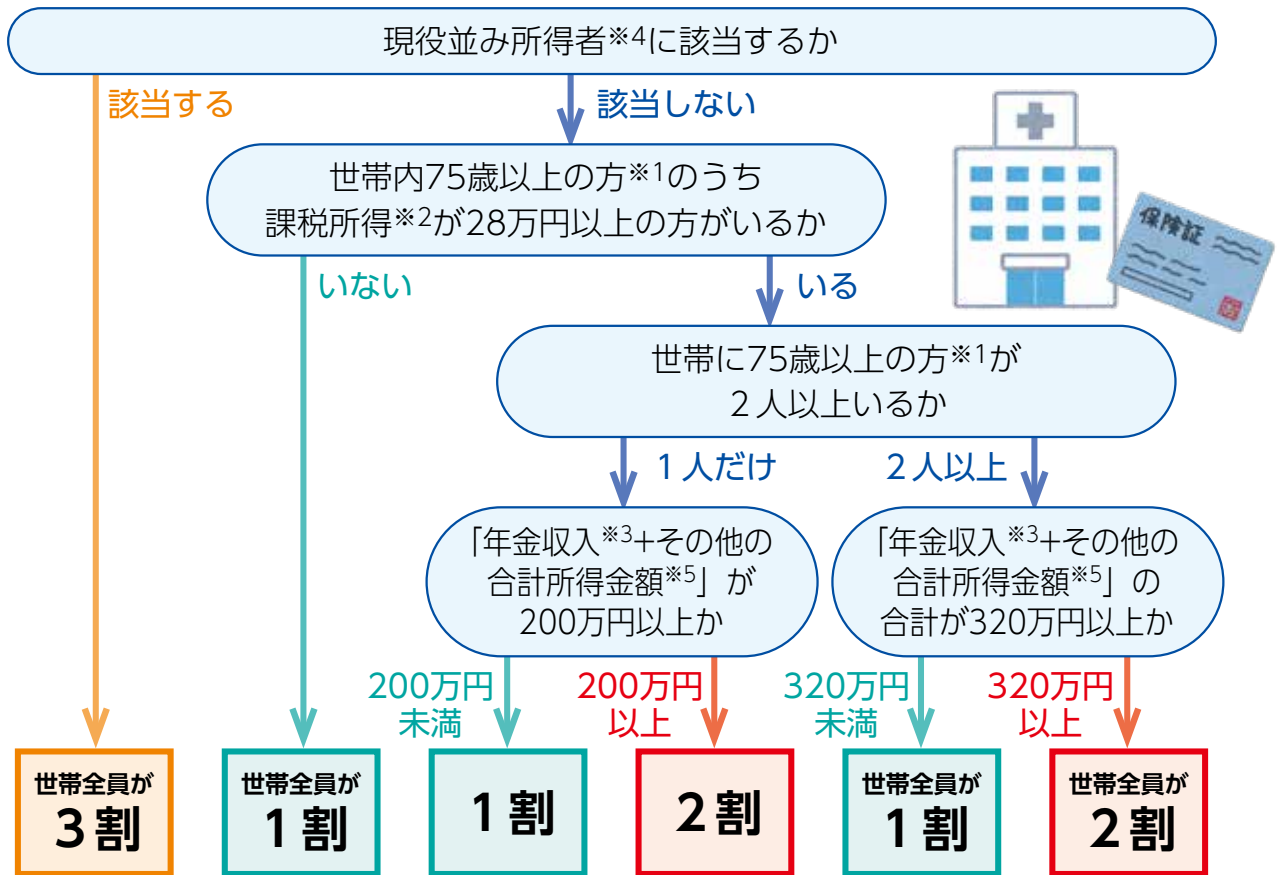 現役並み所得者※4に該当するか
該当する
該当しない
世帯内75歳以上の方※1のうち
課税所得※2が28万円以上の方がいるか
保険証
いない
いる
世帯に75歳以上の方※1が
2人以上いるか
1人だけ
2人以上
「年金収入※3+その他の
合計所得金額※5」が
200万円以上か
「年金収入※3+その他の
合計所得金額※5」の
合計が320万円以上か
200万円
未満
200万円
以上
320万円
未満
320万円
以上
世帯全員が
3割
世帯全員が
1割
1割
2割
世帯全員が
1割
世帯全員が
2割